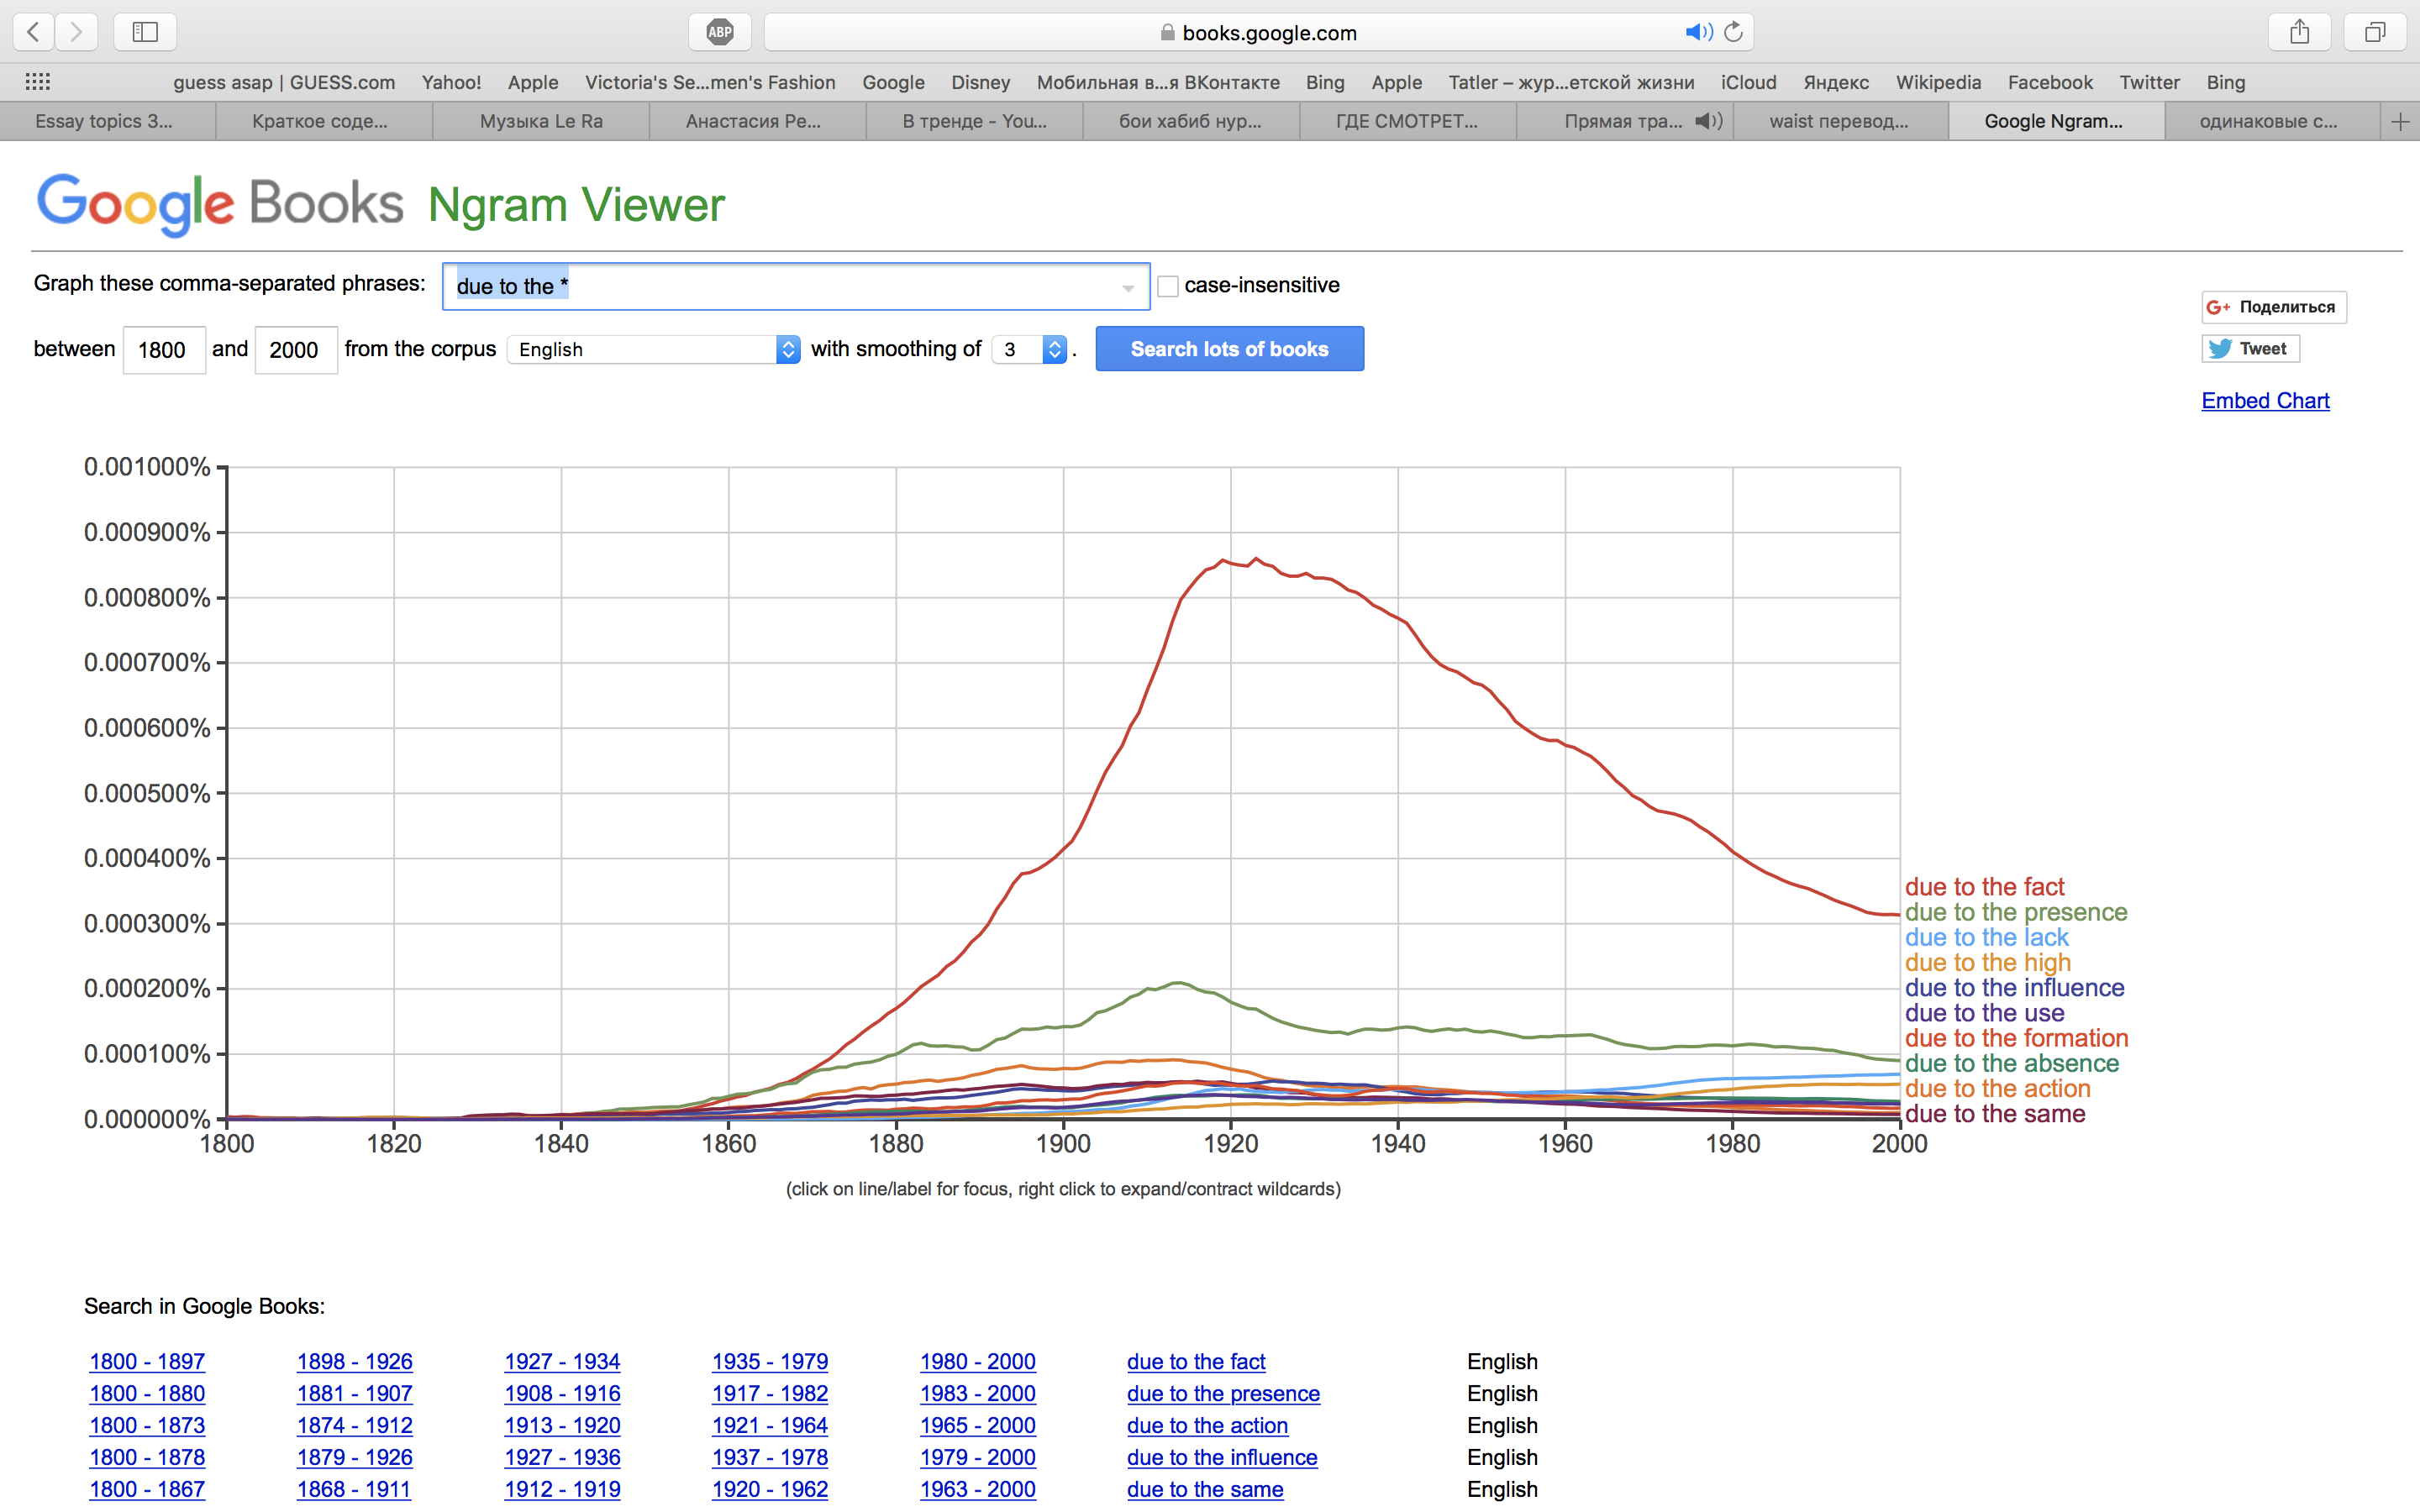 ABP
books.google.com
guess asap | GUESS.com Yahoo! Apple Victoria's Se...men's Fashion Google Disney Мобильная в...я ВКонтакте Bing Apple Tatler – жур...етской жизни iCloud Яндекс Wikipedia Facebook Twitter Bing
Essay topics 3... Краткое соде... Музыка Le Ra Анастасия Ре... В тренде - You... бои хабиб нур... ГДЕ СМОТРЕТ... Прямая тра... waist перевод... Google Ngram... одинаковые с...
Google Books Ngram Viewer
Graph these comma-separated phrases: due to the * case-insensitive
G+ Поделиться
between 1800 and 2000 from the corpus English with smoothing of 3 . Search lots of books
Tweet
Embed Chart
0.001000%
0.000900%
0.000800%
0.000700%
0.000600%
0.000500%
0.000400%
0.000300%
0.000200%
0.000100%
0.000000%
due to the fact
due to the presence
due to the lack
due to the high
due to the influence
due to the use
due to the formation
due to the absence
due to the action
due to the same
1800 1820 1840 1860 1880 1900 1920 1940 1960 1980 2000
(click on line/label for focus, right click to expand/contract wildcards)
Search in Google Books:
1800 - 1897 1898 - 1926 1927 - 1934 1935 - 1979 1980 - 2000 due to the fact English
1800 - 1880 1881 - 1907 1908 - 1916 1917 - 1982 1983 - 2000 due to the presence English
1800 - 1873 1874 - 1912 1913 - 1920 1921 - 1964 1965 - 2000 due to the action English
1800 - 1878 1879 - 1926 1927 - 1936 1937 - 1978 1979 - 2000 due to the influence English
1800 - 1867 1868 - 1911 1912 - 1919 1920 - 1962 1963 - 2000 due to the same English